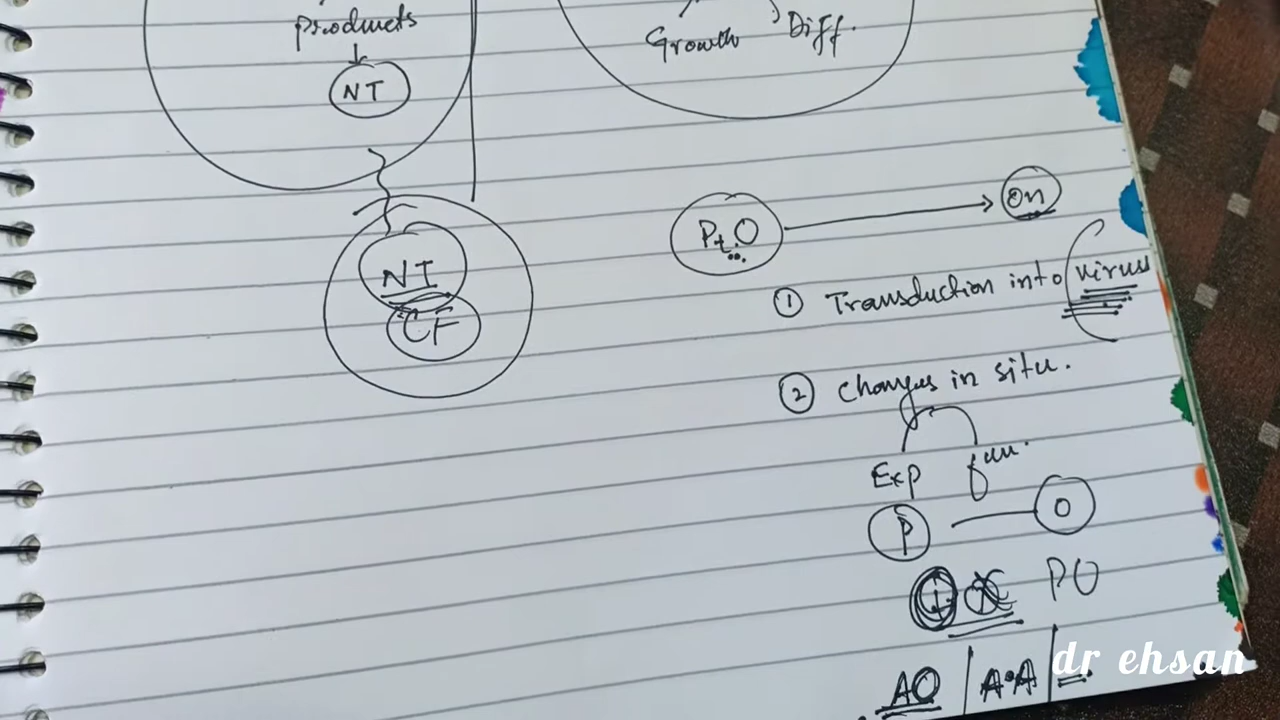 Products
NT
NT
CF
Growth Diff.
Pt.O
On
① Transduction into virus
② Changes in situ.
Exp fun.
P O
PO
AO | A.A |
dr ehsan